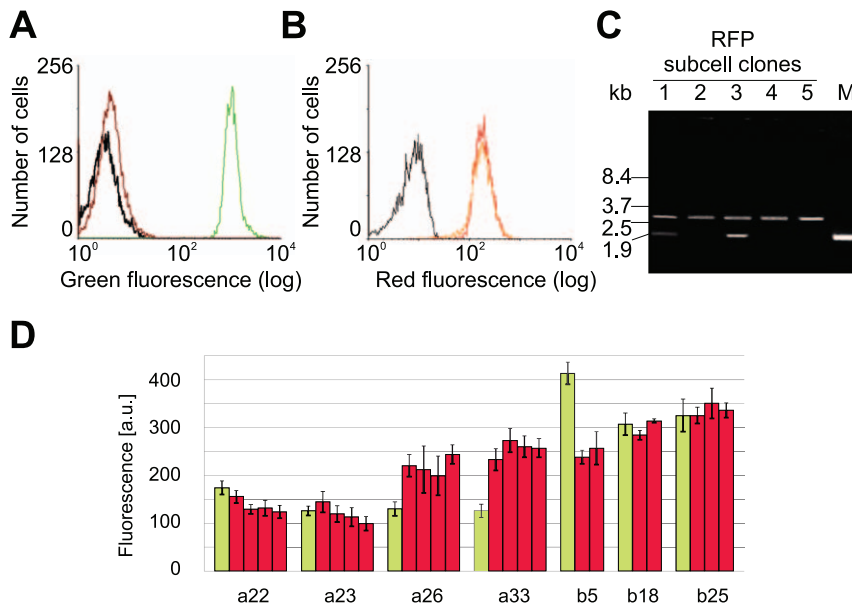 A
256
128
0
Number of cells
10^0 10^2 10^4
Green fluorescence (log)
B
256
128
0
Number of cells
10^0 10^2 10^4
Red fluorescence (log)
C
RFP
subcell clones
kb 1 2 3 4 5 M
8.4
3.7
2.5
1.9
D
Fluorescence [a.u.]
400
300
200
100
0
a22 a23 a26 a33 b5 b18 b25